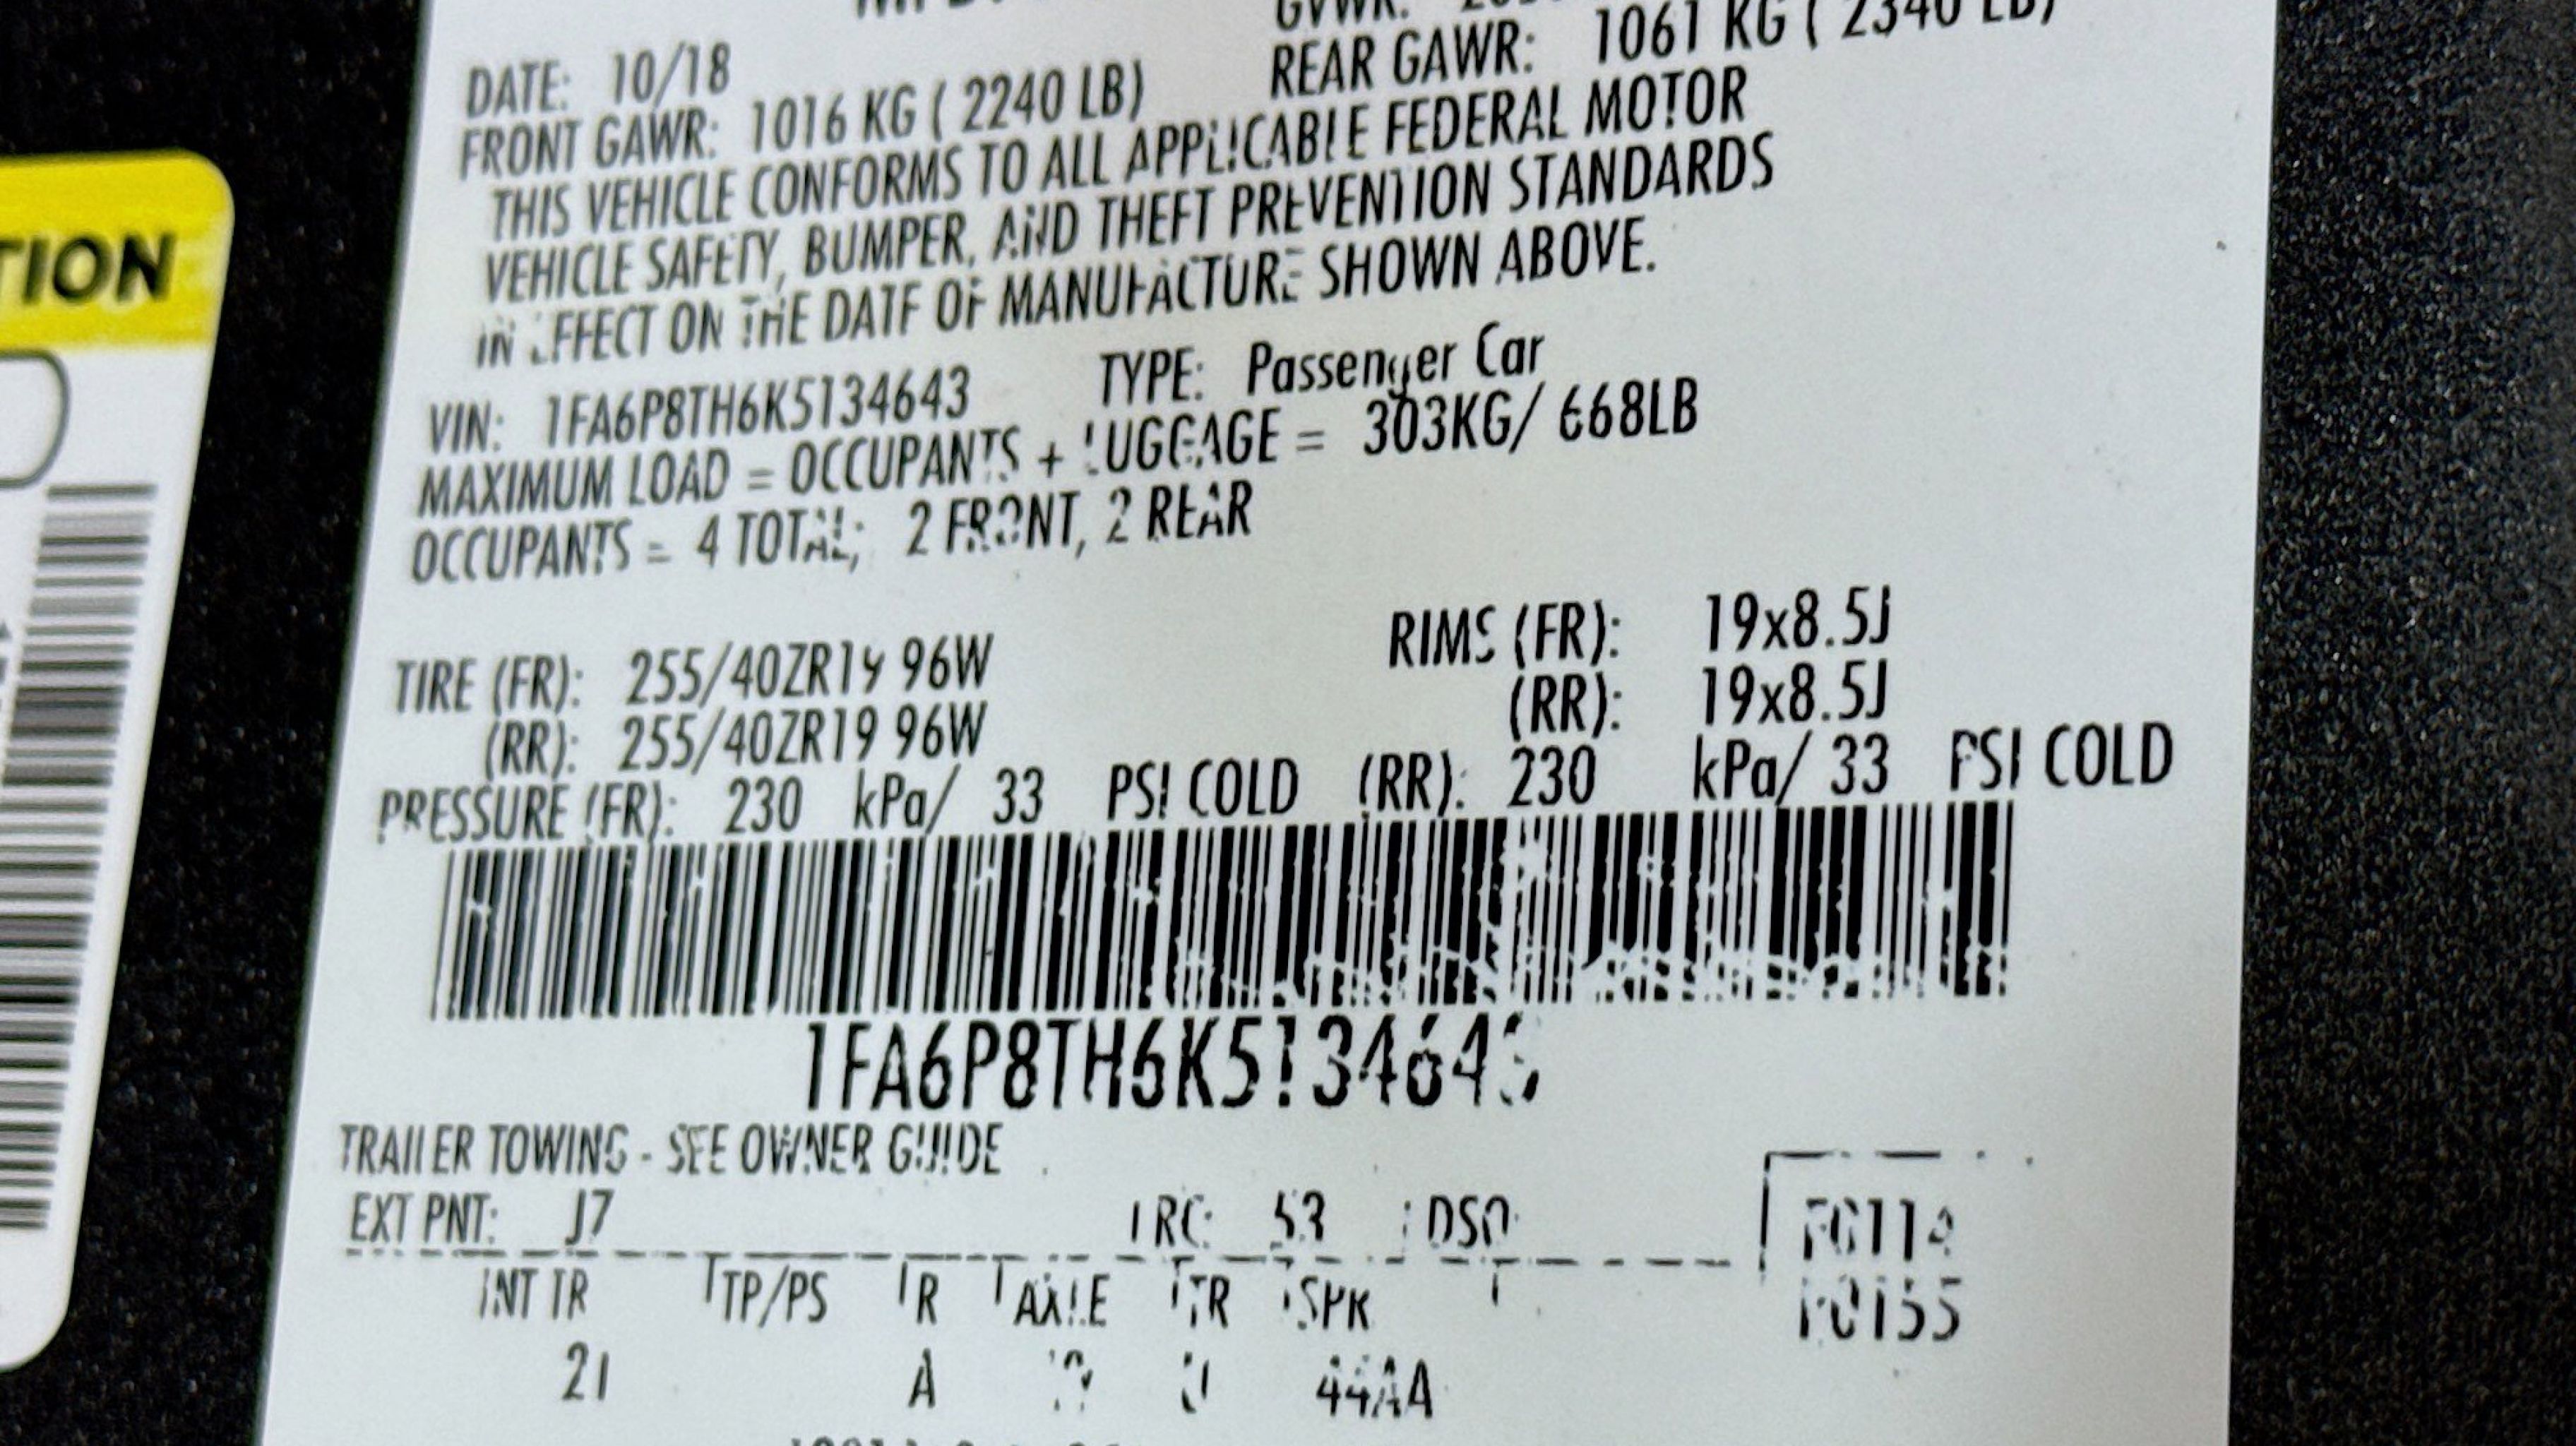 DATE: 10/18
FRONT GAWR: 1016 KG ( 2240 LB) REAR GAWR: 1061 KG ( 2340 LB)
THIS VEHICLE CONFORMS TO ALL APPLICABLE FEDERAL MOTOR
VEHICLE SAFETY, BUMPER, AND THEFT PREVENTION STANDARDS
IN EFFECT ON THE DATE OF MANUFACTURE SHOWN ABOVE.
VIN: 1FA6P8TH6K5134643 TYPE: Passenger Car
MAXIMUM LOAD = OCCUPANTS + LUGGAGE = 303KG/ 668LB
OCCUPANTS = 4 TOTAL; 2 FRONT, 2 REAR
TIRE (FR): 255/40ZR19 96W RIMS (FR): 19x8.5J
(RR): 255/40ZR19 96W (RR): 19x8.5J
PRESSURE (FR): 230 kPa/ 33 PSI COLD (RR): 230 kPa/ 33 PSI COLD
1FA6P8TH6K5134643
TRAILER TOWING - SEE OWNER GUIDE
EXT PNT: J7 RC: 53 DSO:
INT TR TP/PS R AXLE TR SPR
21 A 44AA
TION